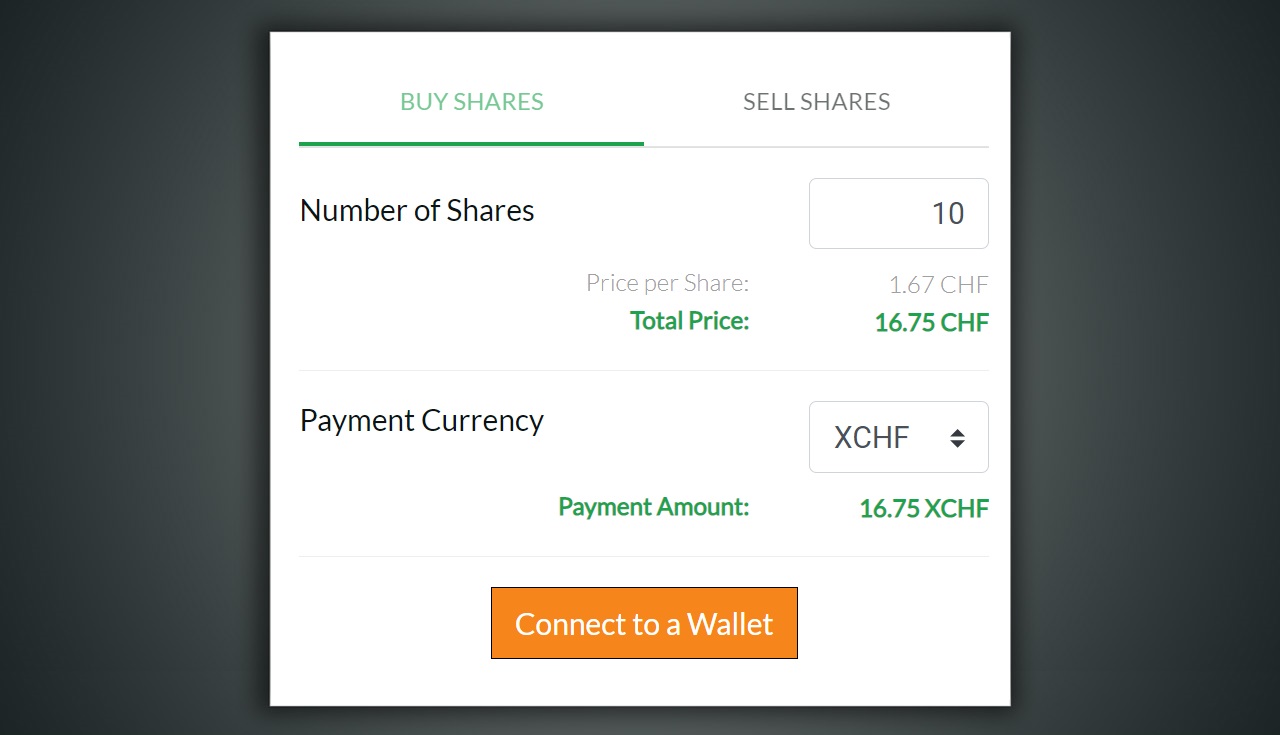 BUY SHARES SELL SHARES
Number of Shares 10
Price per Share: 1.67 CHF
Total Price: 16.75 CHF
Payment Currency XCHF
Payment Amount: 16.75 XCHF
Connect to a Wallet